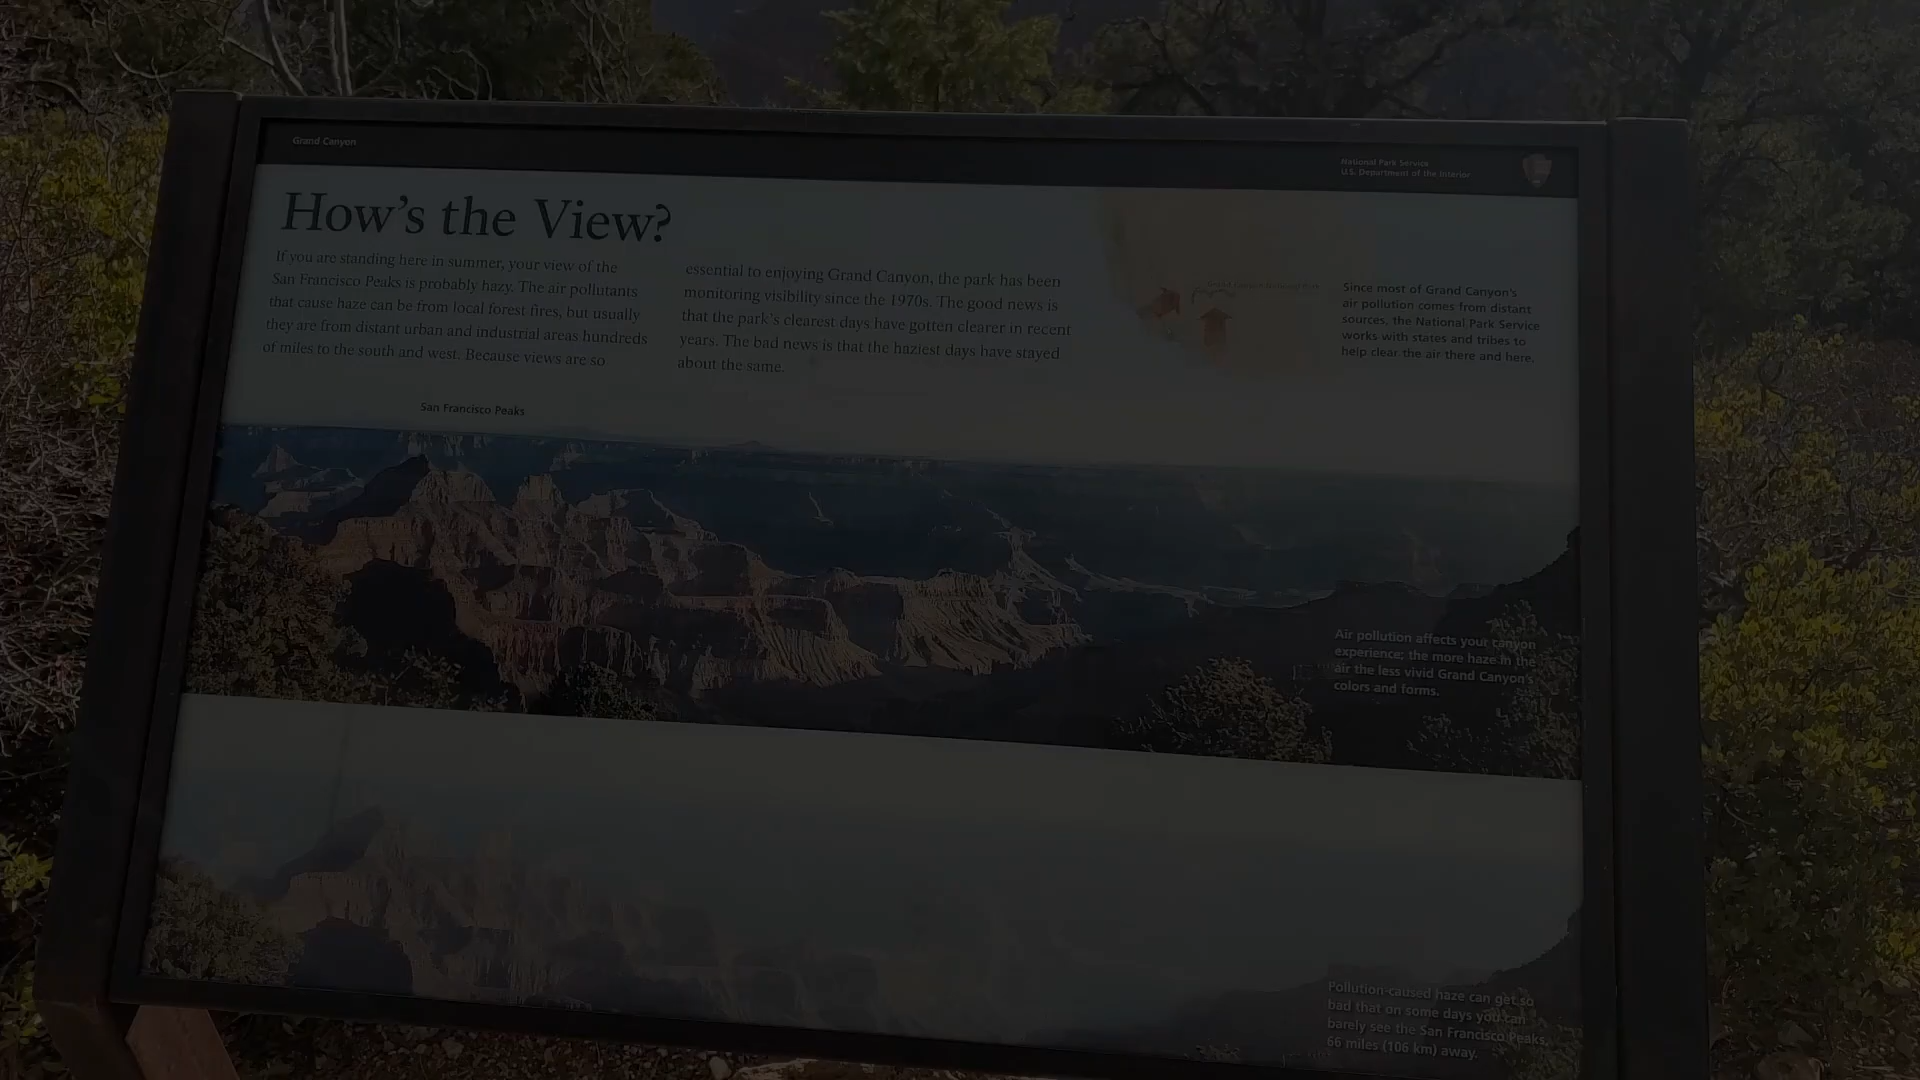 Grand Canyon
National Park Service
U.S. Department of the Interior
How's the View?
If you are standing here in summer, your view of the
San Francisco Peaks is probably hazy. The air pollutants
that cause haze can be from local forest fires, but usually
they are from distant urban and industrial areas hundreds
of miles to the south and west. Because views are so
essential to enjoying Grand Canyon, the park has been
monitoring visibility since the 1970s. The good news is
that the park's clearest days have gotten clearer in recent
years. The bad news is that the haziest days have stayed
about the same.
Grand Canyon National Park
Since most of Grand Canyon's
air pollution comes from distant
sources, the National Park Service
works with states and tribes to
help clear the air there and here.
San Francisco Peaks
Air pollution affects your canyon
experience; the more haze in the
air the less vivid Grand Canyon's
colors and forms.
Pollution-caused haze can get so
bad that on some days you can
barely see the San Francisco Peaks,
66 miles (106 km) away.